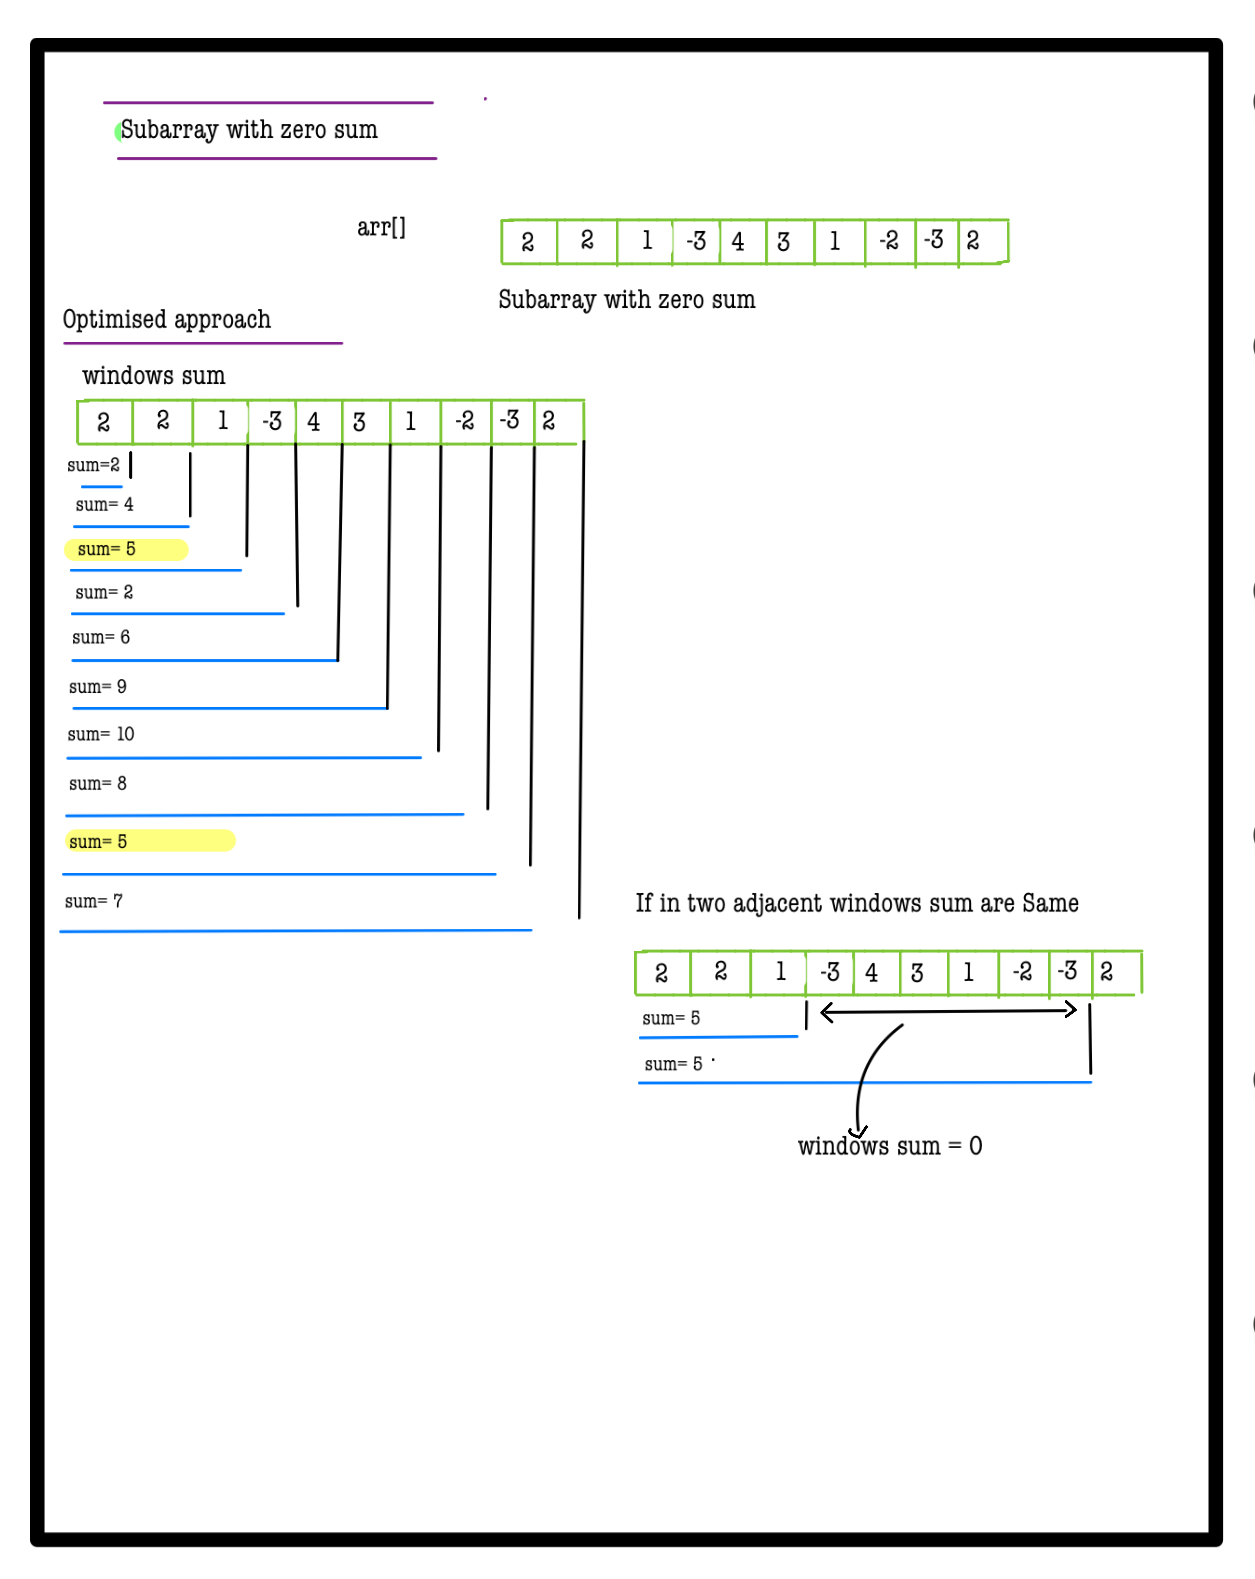 Subarray with zero sum
arr[]
2 2 1 -3 4 3 1 -2 -3 2
Subarray with zero sum
Optimised approach
windows sum
2 2 1 -3 4 3 1 -2 -3 2
sum=2
sum= 4
sum= 5
sum= 2
sum= 6
sum= 9
sum= 10
sum= 8
sum= 5
sum= 7
If in two adjacent windows sum are Same
2 2 1 -3 4 3 1 -2 -3 2
sum= 5
sum= 5
windows sum = 0